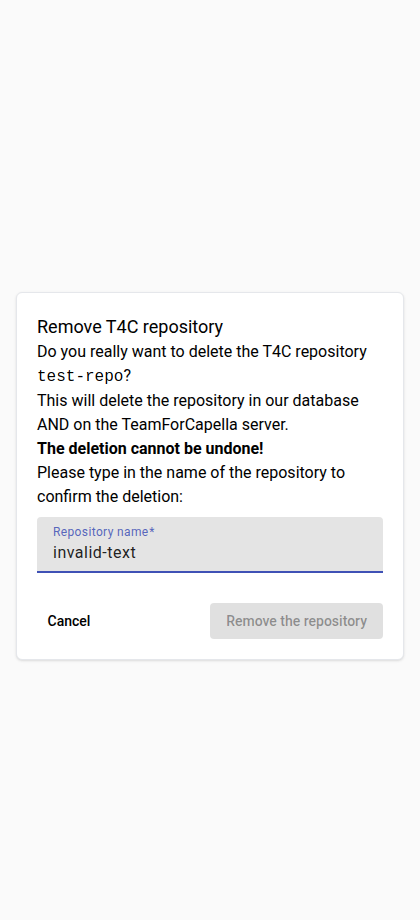 Remove T4C repository
Do you really want to delete the T4C repository
test-repo?
This will delete the repository in our database
AND on the TeamForCapella server.
The deletion cannot be undone!
Please type in the name of the repository to
confirm the deletion:
Repository name*
invalid-text
Cancel
Remove the repository